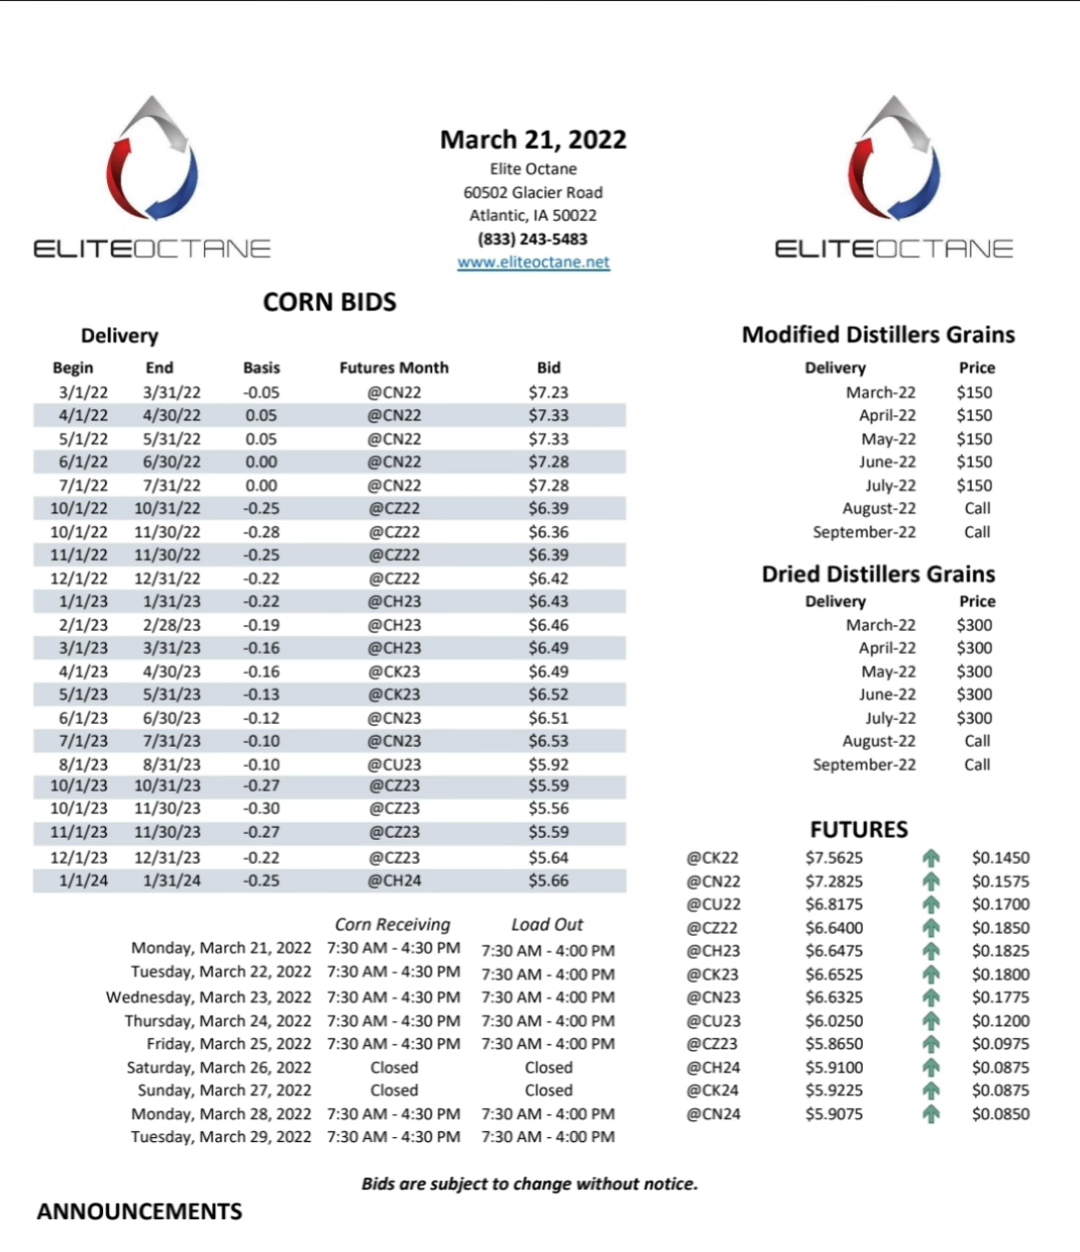 ELITEOCTANE
March 21, 2022
Elite Octane
60502 Glacier Road
Atlantic, IA 50022
(833) 243-5483
www.eliteoctane.net
ELITEOCTANE
CORN BIDS
Delivery
Begin End Basis Futures Month Bid
3/1/22 3/31/22 -0.05 @CN22 $7.23
4/1/22 4/30/22 0.05 @CN22 $7.33
5/1/22 5/31/22 0.05 @CN22 $7.33
6/1/22 6/30/22 0.00 @CN22 $7.28
7/1/22 7/31/22 0.00 @CN22 $7.28
10/1/22 10/31/22 -0.25 @CZ22 $6.39
10/1/22 11/30/22 -0.28 @CZ22 $6.36
11/1/22 11/30/22 -0.25 @CZ22 $6.39
12/1/22 12/31/22 -0.22 @CZ22 $6.42
1/1/23 1/31/23 -0.22 @CH23 $6.43
2/1/23 2/28/23 -0.19 @CH23 $6.46
3/1/23 3/31/23 -0.16 @CH23 $6.49
4/1/23 4/30/23 -0.16 @CK23 $6.49
5/1/23 5/31/23 -0.13 @CK23 $6.52
6/1/23 6/30/23 -0.12 @CN23 $6.51
7/1/23 7/31/23 -0.10 @CN23 $6.53
8/1/23 8/31/23 -0.10 @CU23 $5.92
10/1/23 10/31/23 -0.27 @CZ23 $5.59
10/1/23 11/30/23 -0.30 @CZ23 $5.56
11/1/23 11/30/23 -0.27 @CZ23 $5.59
12/1/23 12/31/23 -0.22 @CZ23 $5.64
1/1/24 1/31/24 -0.25 @CH24 $5.66
Corn Receiving Load Out
Monday, March 21, 2022 7:30 AM - 4:30 PM 7:30 AM - 4:00 PM
Tuesday, March 22, 2022 7:30 AM - 4:30 PM 7:30 AM - 4:00 PM
Wednesday, March 23, 2022 7:30 AM - 4:30 PM 7:30 AM - 4:00 PM
Thursday, March 24, 2022 7:30 AM - 4:30 PM 7:30 AM - 4:00 PM
Friday, March 25, 2022 7:30 AM - 4:30 PM 7:30 AM - 4:00 PM
Saturday, March 26, 2022 Closed Closed
Sunday, March 27, 2022 Closed Closed
Monday, March 28, 2022 7:30 AM - 4:30 PM 7:30 AM - 4:00 PM
Tuesday, March 29, 2022 7:30 AM - 4:30 PM 7:30 AM - 4:00 PM
Modified Distillers Grains
Delivery Price
March-22 $150
April-22 $150
May-22 $150
June-22 $150
July-22 $150
August-22 Call
September-22 Call
Dried Distillers Grains
Delivery Price
March-22 $300
April-22 $300
May-22 $300
June-22 $300
July-22 $300
August-22 Call
September-22 Call
FUTURES
@CK22 $7.5625 $0.1450
@CN22 $7.2825 $0.1575
@CU22 $6.8175 $0.1700
@CZ22 $6.6400 $0.1850
@CH23 $6.6475 $0.1825
@CK23 $6.6525 $0.1800
@CN23 $6.6325 $0.1775
@CU23 $6.0250 $0.1200
@CZ23 $5.8650 $0.0975
@CH24 $5.9100 $0.0875
@CK24 $5.9225 $0.0875
@CN24 $5.9075 $0.0850
Bids are subject to change without notice.
ANNOUNCEMENTS